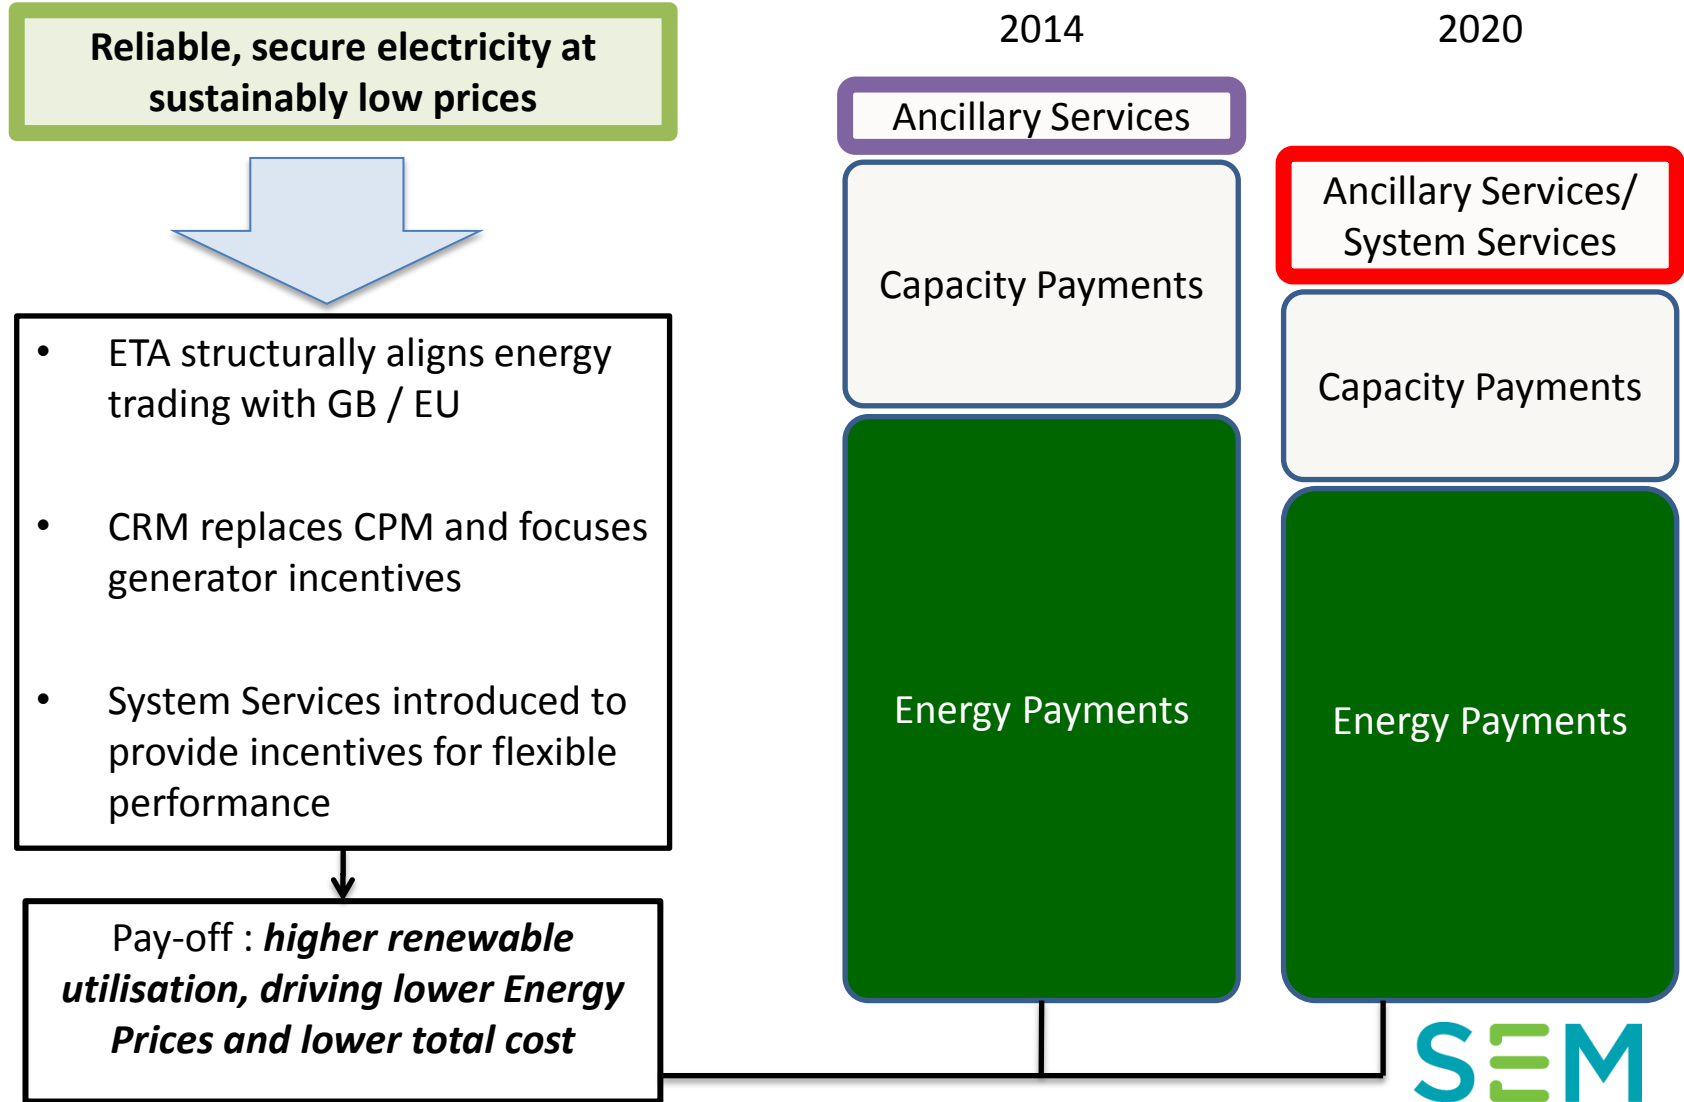 Reliable, secure electricity at
sustainably low prices
• ETA structurally aligns energy
trading with GB / EU
• CRM replaces CPM and focuses
generator incentives
• System Services introduced to
provide incentives for flexible
performance
Pay-off : higher renewable
utilisation, driving lower Energy
Prices and lower total cost
2014
Ancillary Services
Capacity Payments
Energy Payments
2020
Ancillary Services/
System Services
Capacity Payments
Energy Payments
SEM